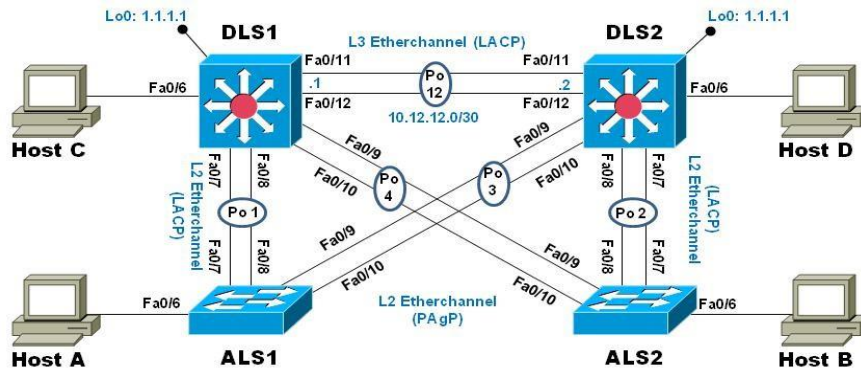 Lo0: 1.1.1.1
Lo0: 1.1.1.1
DLS1
L3 Etherchannel (LACP)
DLS2
Fa0/11
Fa0/11
Fa0/6
.1
Po
12
.2
Fa0/6
Fa0/12
Fa0/12
10.12.12.0/30
Host C
Host D
Fa0/9
Fa0/9
Fa0/10
Fa0/10
Fa0/7
Fa0/8
Fa0/8
Fa0/7
L2 Etherchannel
(LACP)
Po
4
Po
3
(LACP)
L2 Etherchannel
Po 1
Po 2
Fa0/7
Fa0/8
Fa0/8
Fa0/7
Fa0/9
Fa0/9
Fa0/10
Fa0/10
Fa0/6
L2 Etherchannel
(PAgP)
Fa0/6
Host A
ALS1
ALS2
Host B